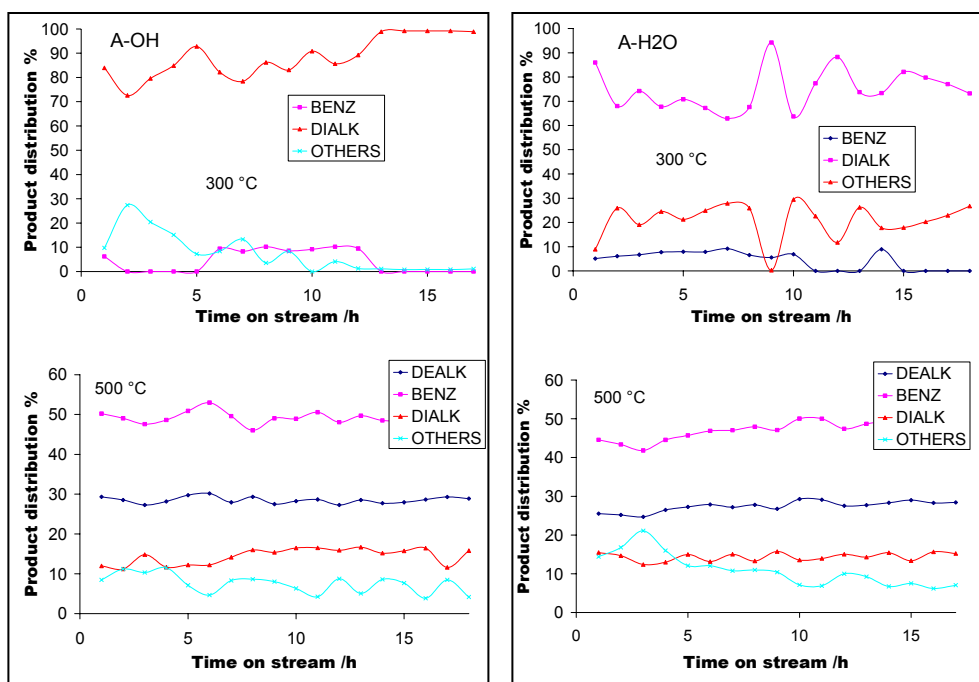 A-OH
Product distribution %
100
90
80
70
60
50
40
30
20
10
0
BENZ
DIALK
OTHERS
300 °C
0 5 10 15
Time on stream /h
A-H2O
Product distribution %
100
90
80
70
60
50
40
30
20
10
0
BENZ
DIALK
OTHERS
300 °C
0 5 10 15
Time on stream /h
500 °C
Product distribution %
60
50
40
30
20
10
0
DEALK
BENZ
DIALK
OTHERS
0 5 10 15
Time on stream /h
500 °C
Product distribution %
60
50
40
30
20
10
0
DEALK
BENZ
DIALK
OTHERS
0 5 10 15
Time on stream /h